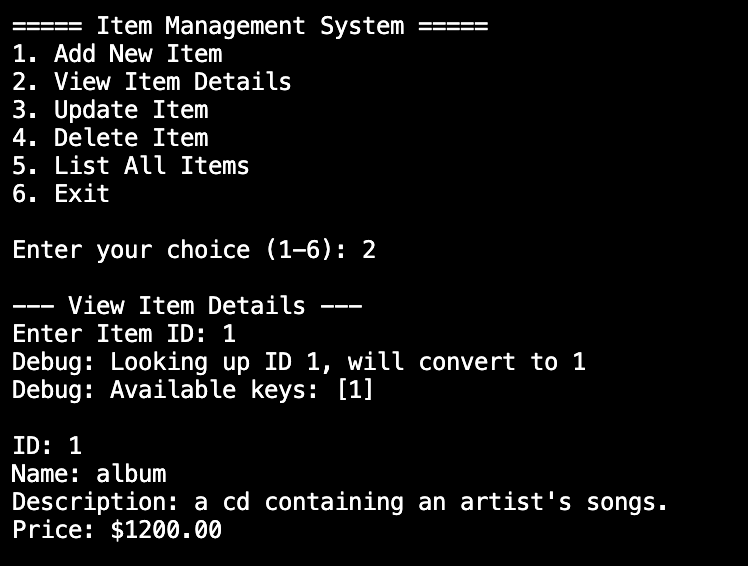 ===== Item Management System =====
1. Add New Item
2. View Item Details
3. Update Item
4. Delete Item
5. List All Items
6. Exit
Enter your choice (1-6): 2
--- View Item Details ---
Enter Item ID: 1
Debug: Looking up ID 1, will convert to 1
Debug: Available keys: [1]
ID: 1
Name: album
Description: a cd containing an artist's songs.
Price: $1200.00